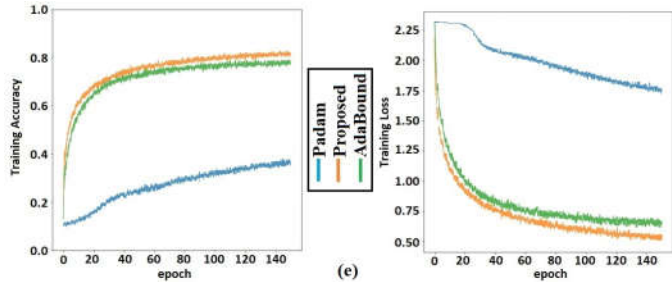 Training Accuracy
1.0
0.8
0.6
0.4
0.2
0.0
0 20 40 60 80 100 120 140
epoch
Padam
Proposed
AdaBound
(e)
Training Loss
2.25
2.00
1.75
1.50
1.25
1.00
0.75
0.50
0 20 40 60 80 100 120 140
epoch